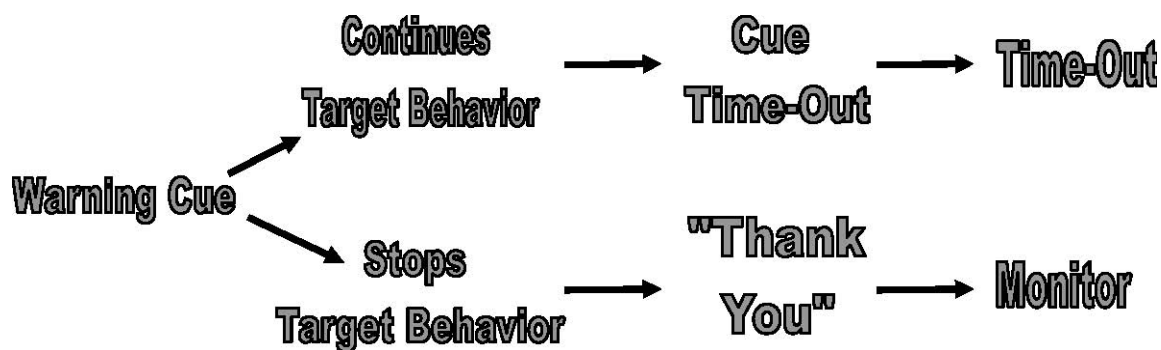 Continues
Target Behavior
Cue
Time-Out
Time-Out
Warning Cue
Stops
Target Behavior
"Thank
You"
Monitor